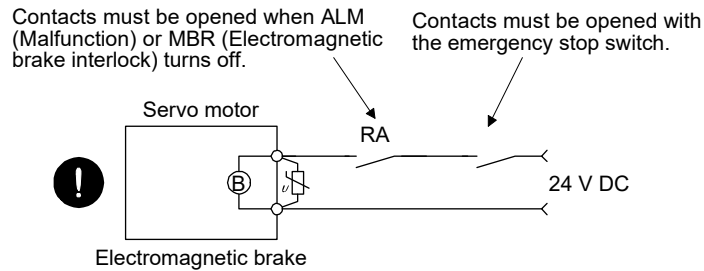 Contacts must be opened when ALM
(Malfunction) or MBR (Electromagnetic
brake interlock) turns off.
Contacts must be opened with
the emergency stop switch.
Servo motor
RA
B
υ
24 V DC
Electromagnetic brake